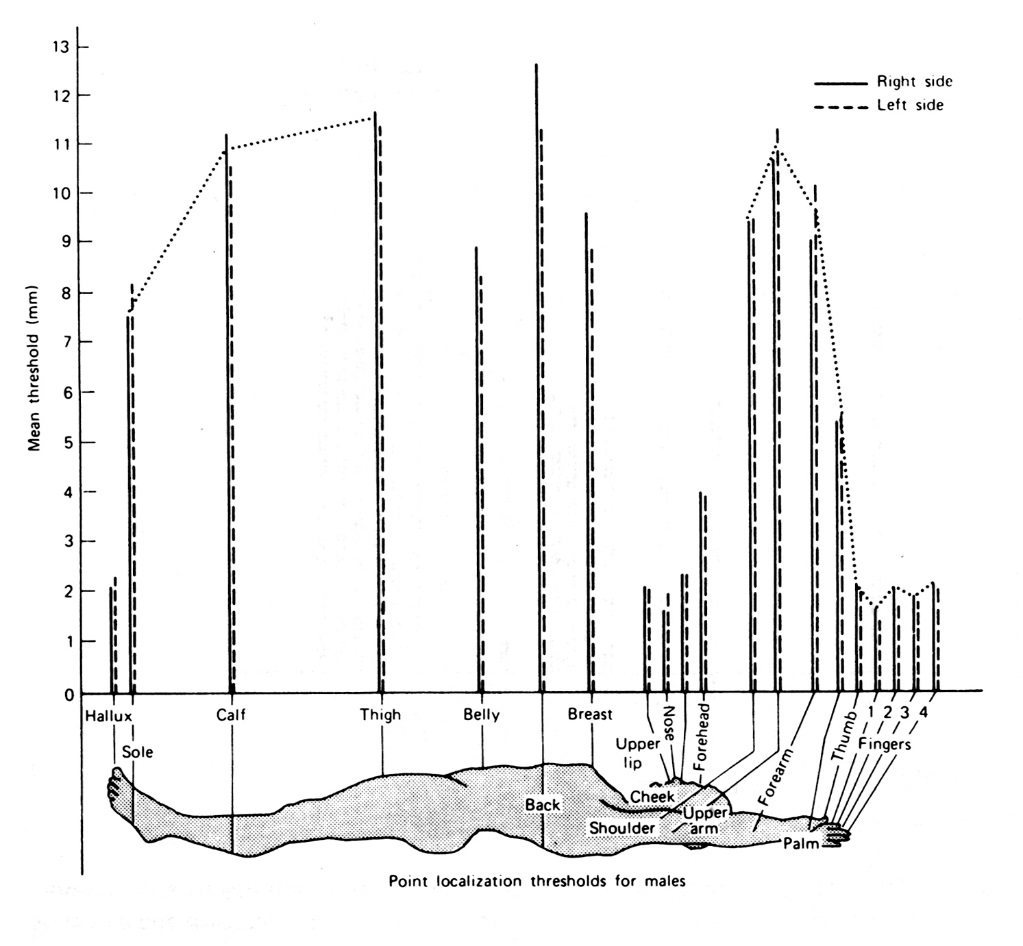 13
12
11
10
9
8
7
6
5
4
3
2
1
0
Mean threshold (mm)
Right side
Left side
Hallux
Sole
Calf
Thigh
Belly
Back
Breast
Upper
lip
Nose
Cheek
Forehead
Shoulder
Upper
arm
Forearm
Palm
Thumb
1 2 3 4
Fingers
Point localization thresholds for males